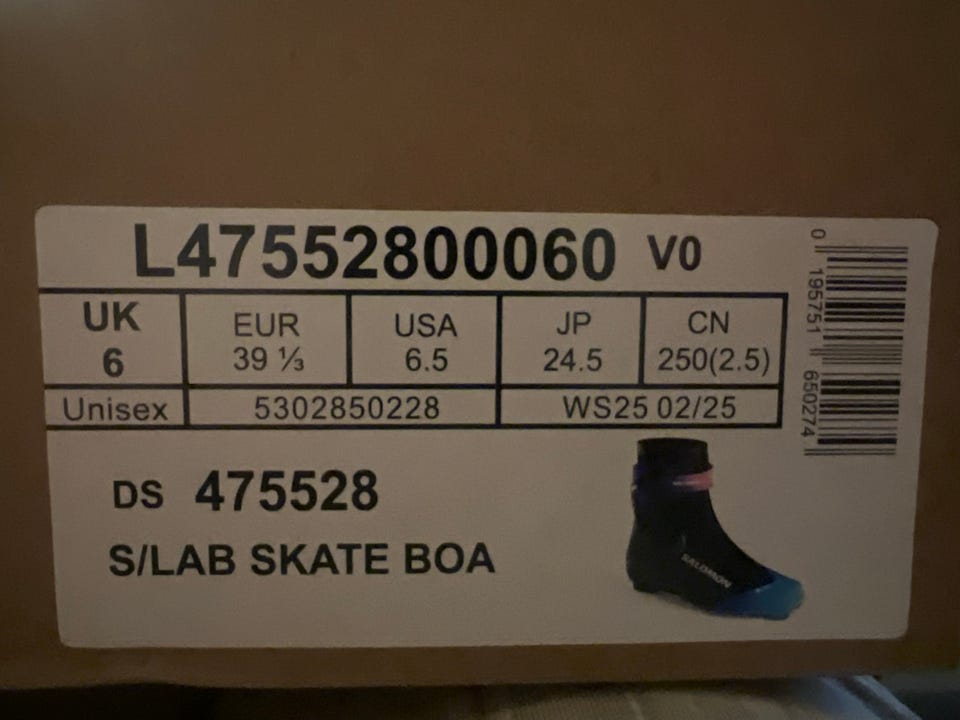 L47552800060 V0
UK EUR USA JP CN
6 39 ⅓ 6.5 24.5 250(2.5)
Unisex 5302850228 WS25 02/25
DS 475528
S/LAB SKATE BOA
SALOMON
0 195751 650274